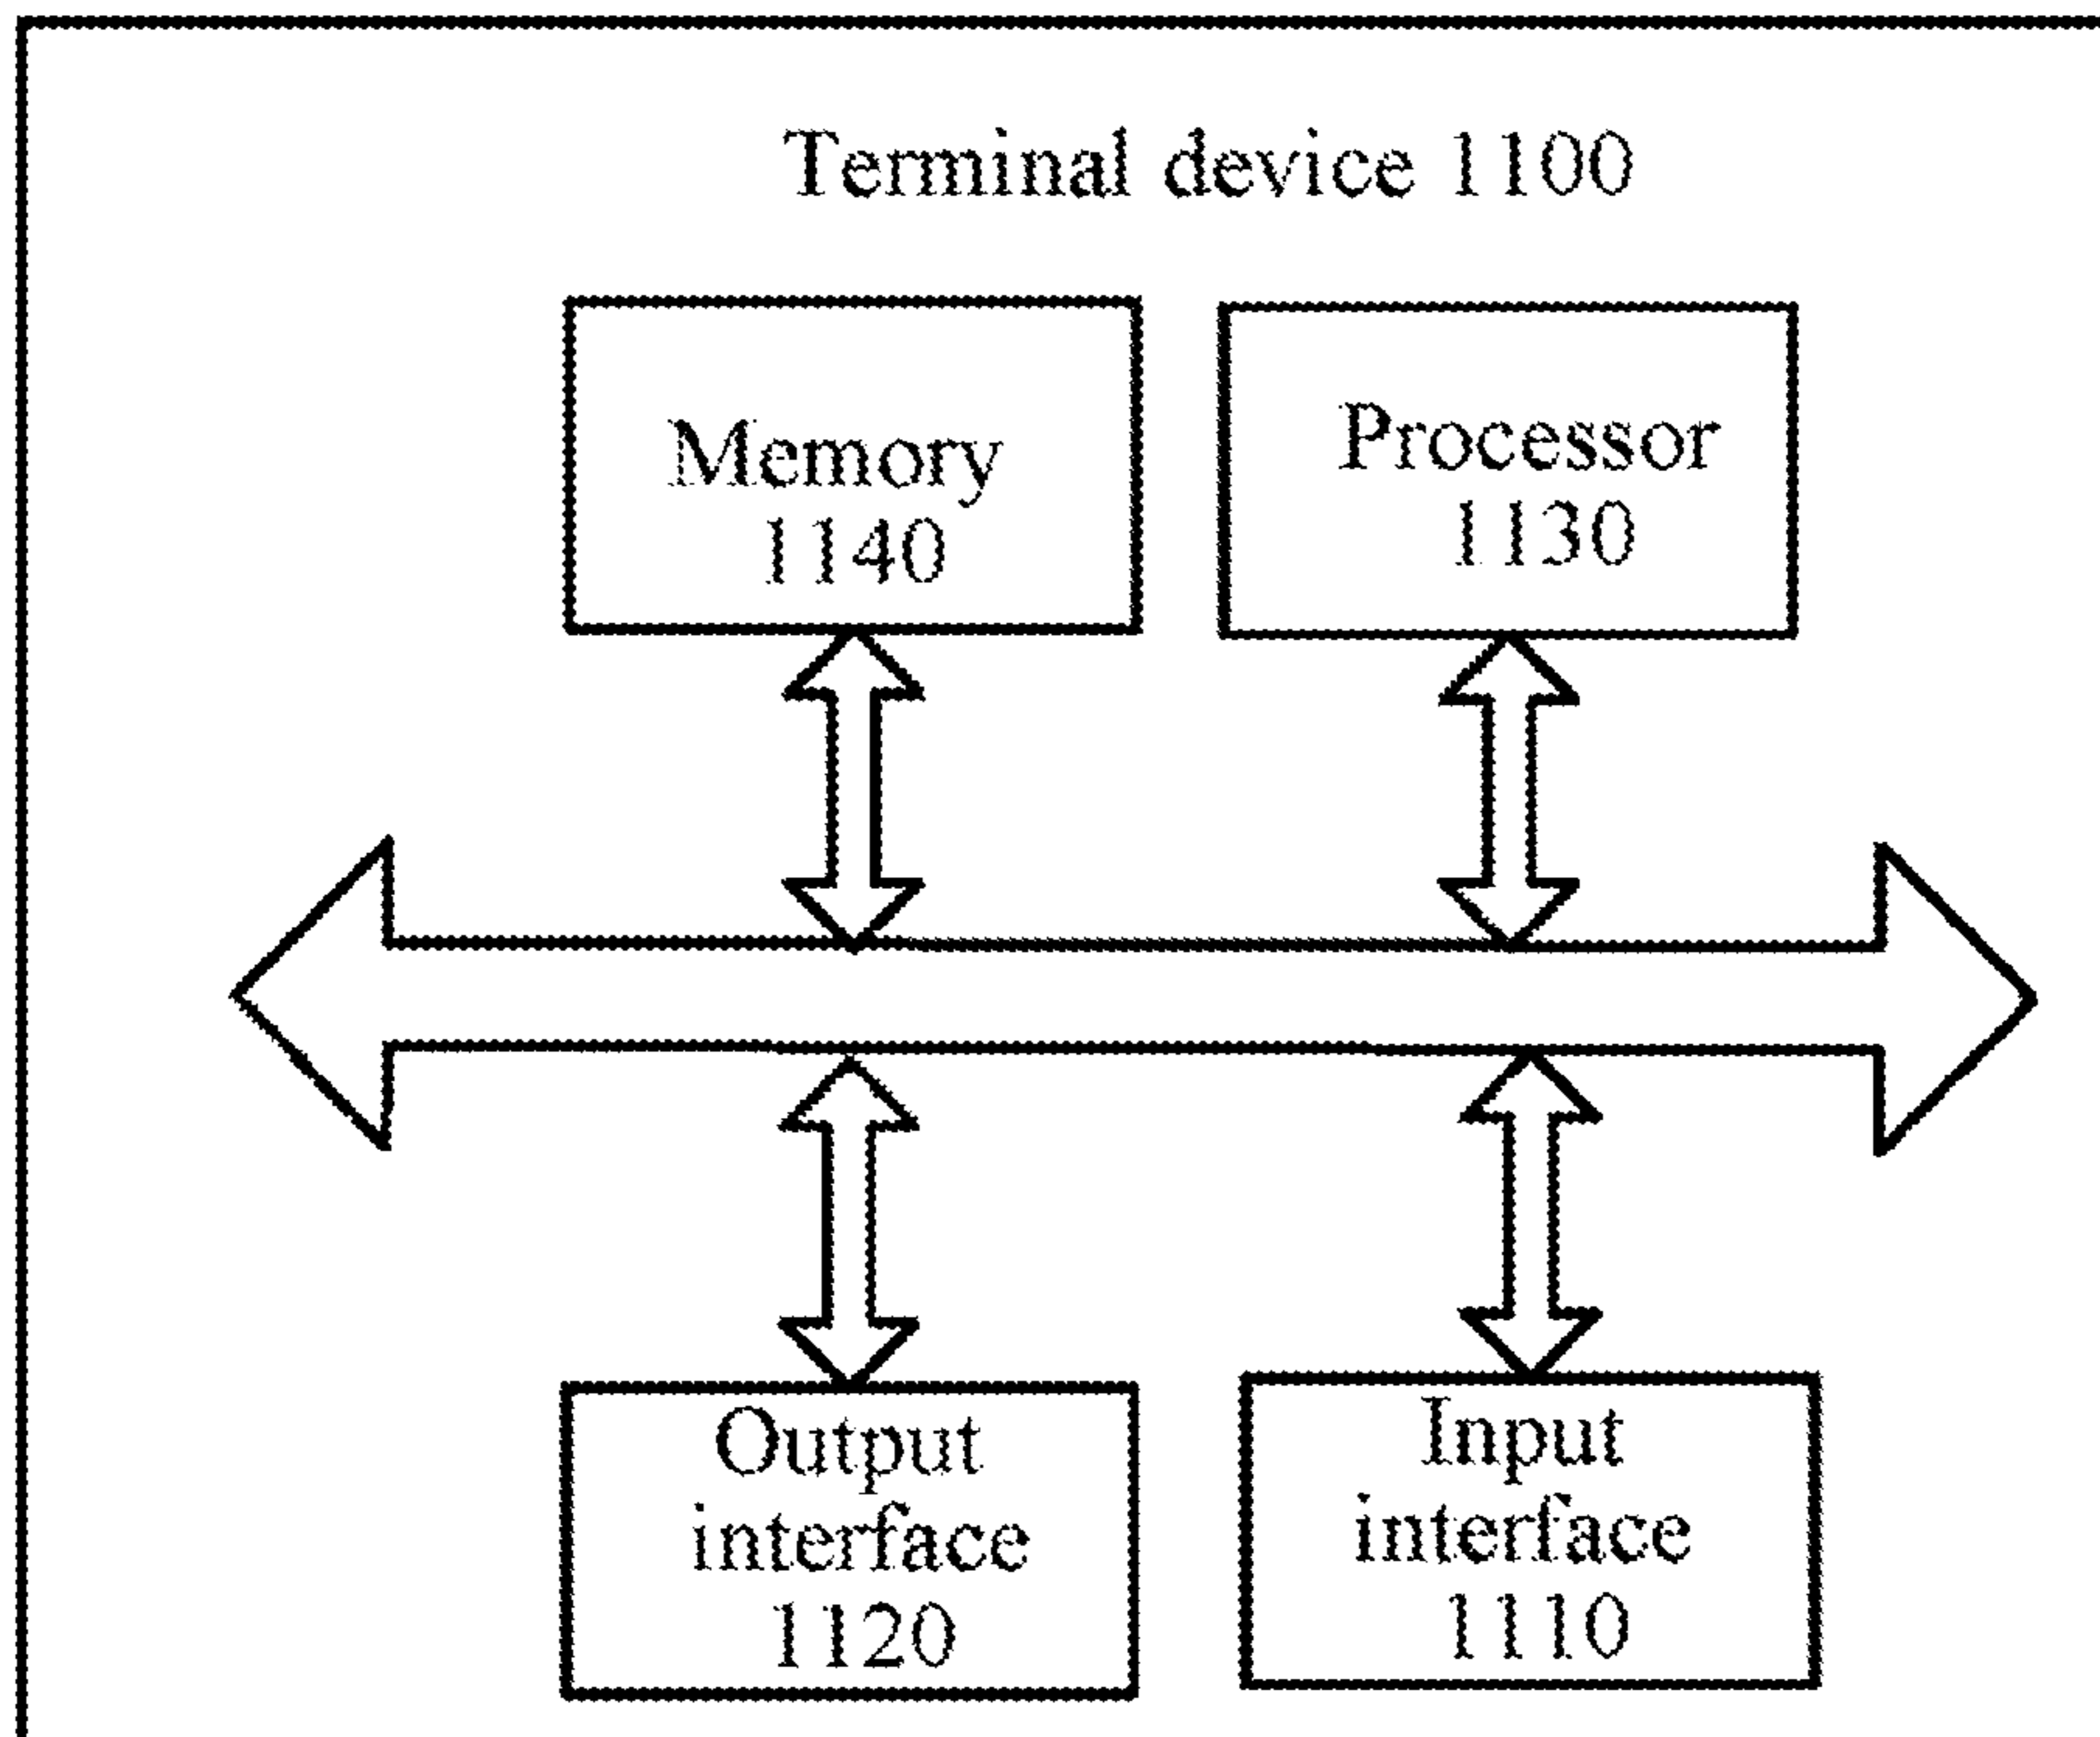 Terminal device 1100
Memory
1140
Processor
1130
Output
interface
1120
Input
interface
1110